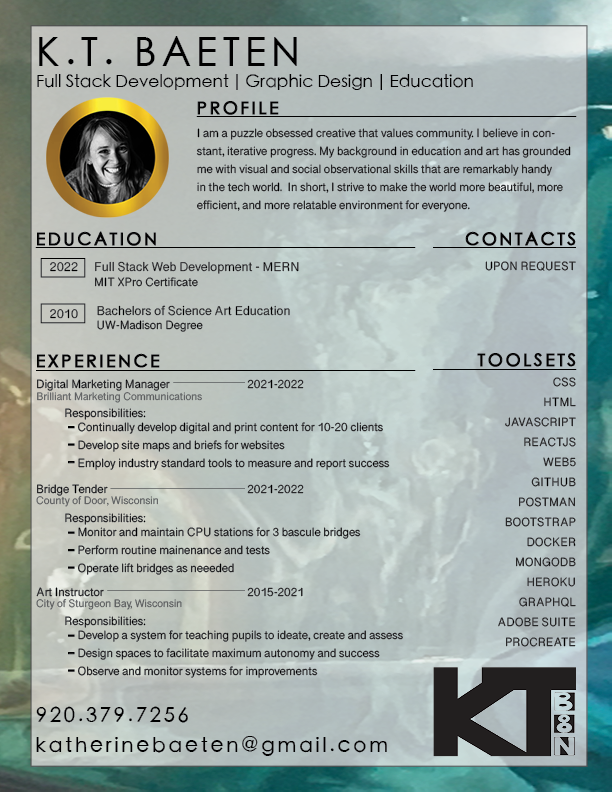 K.T. BAETEN
Full Stack Development | Graphic Design | Education
PROFILE
I am a puzzle obsessed creative that values community. I believe in con-
stant, iterative progress. My background in education and art has grounded
me with visual and social observational skills that are remarkably handy
in the tech world.  In short, I strive to make the world more beautiful, more
efficient, and more relatable environment for everyone.
EDUCATION
2022 Full Stack Web Development - MERN
MIT XPro Certificate
2010 Bachelors of Science Art Education
UW-Madison Degree
CONTACTS
UPON REQUEST
EXPERIENCE
Digital Marketing Manager 2021-2022
Brilliant Marketing Communications
Responsibilities:
– Continually develop digital and print content for 10-20 clients
– Develop site maps and briefs for websites
– Employ industry standard tools to measure and report success
Bridge Tender 2021-2022
County of Door, Wisconsin
Responsibilities:
– Monitor and maintain CPU stations for 3 bascule bridges
– Perform routine mainenance and tests
– Operate lift bridges as neeeded
Art Instructor 2015-2021
City of Sturgeon Bay, Wisconsin
Responsibilities:
– Develop a system for teaching pupils to ideate, create and assess
– Design spaces to facilitate maximum autonomy and success
– Observe and monitor systems for improvements
TOOLSETS
CSS
HTML
JAVASCRIPT
REACTJS
WEB5
GITHUB
POSTMAN
BOOTSTRAP
DOCKER
MONGODB
HEROKU
GRAPHQL
ADOBE SUITE
PROCREATE
920.379.7256
katherinebaeten@gmail.com
KT
B
8
N